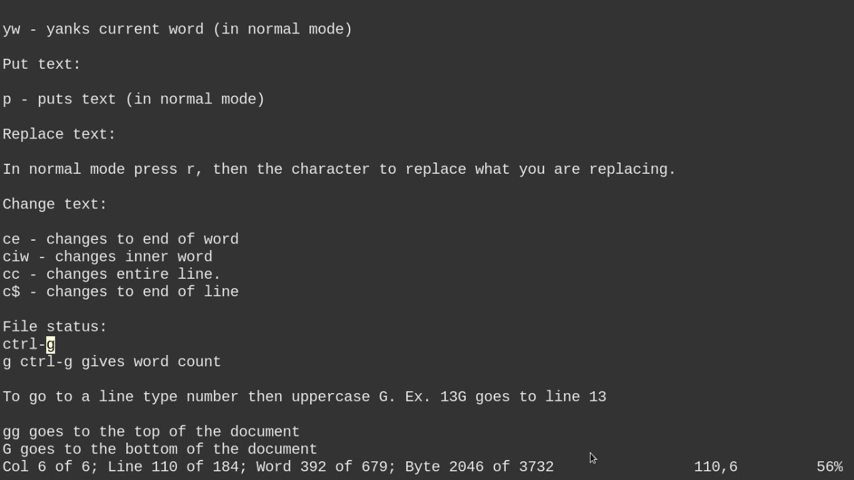 yw - yanks current word (in normal mode)
Put text:
p - puts text (in normal mode)
Replace text:
In normal mode press r, then the character to replace what you are replacing.
Change text:
ce - changes to end of word
ciw - changes inner word
cc - changes entire line.
c$ - changes to end of line
File status:
ctrl-g
g ctrl-g gives word count
To go to a line type number then uppercase G. Ex. 13G goes to line 13
gg goes to the top of the document
G goes to the bottom of the document
Col 6 of 6; Line 110 of 184; Word 392 of 679; Byte 2046 of 3732 110,6 56%